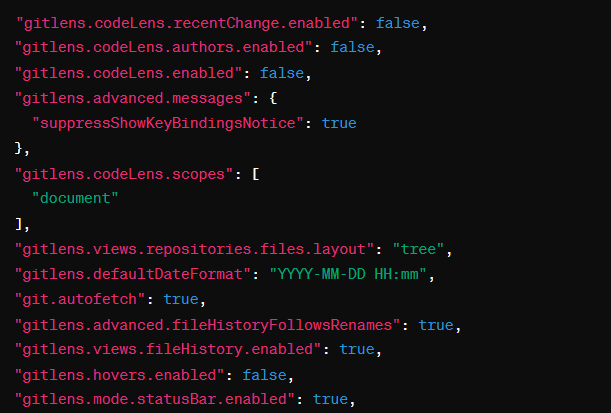 "gitlens.codeLens.recentChange.enabled": false,
"gitlens.codeLens.authors.enabled": false,
"gitlens.codeLens.enabled": false,
"gitlens.advanced.messages": {
"suppressShowKeyBindingsNotice": true
},
"gitlens.codeLens.scopes": [
"document"
],
"gitlens.views.repositories.files.layout": "tree",
"gitlens.defaultDateFormat": "YYYY-MM-DD HH:mm",
"git.autofetch": true,
"gitlens.advanced.fileHistoryFollowsRenames": true,
"gitlens.views.fileHistory.enabled": true,
"gitlens.hovers.enabled": false,
"gitlens.mode.statusBar.enabled": true,